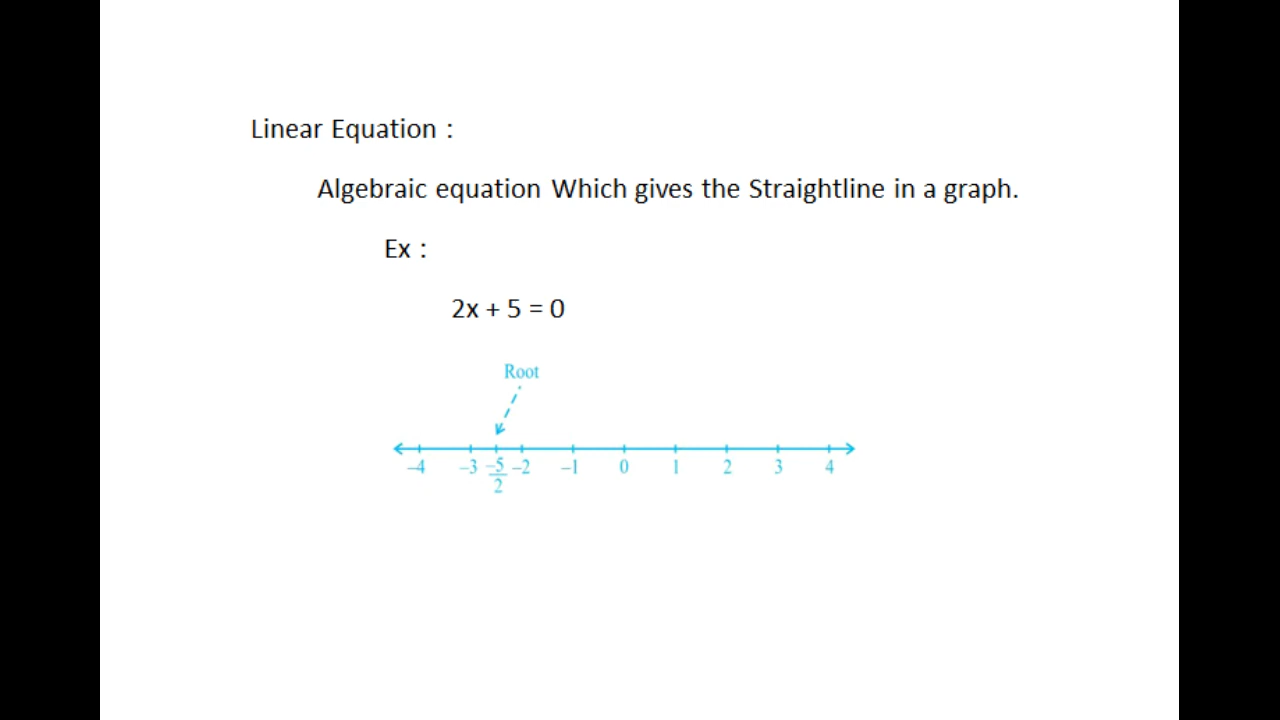 Linear Equation :
Algebraic equation Which gives the Straightline in a graph.
Ex :
2x + 5 = 0
Root
–4 –3 –5/2 –2 –1 0 1 2 3 4